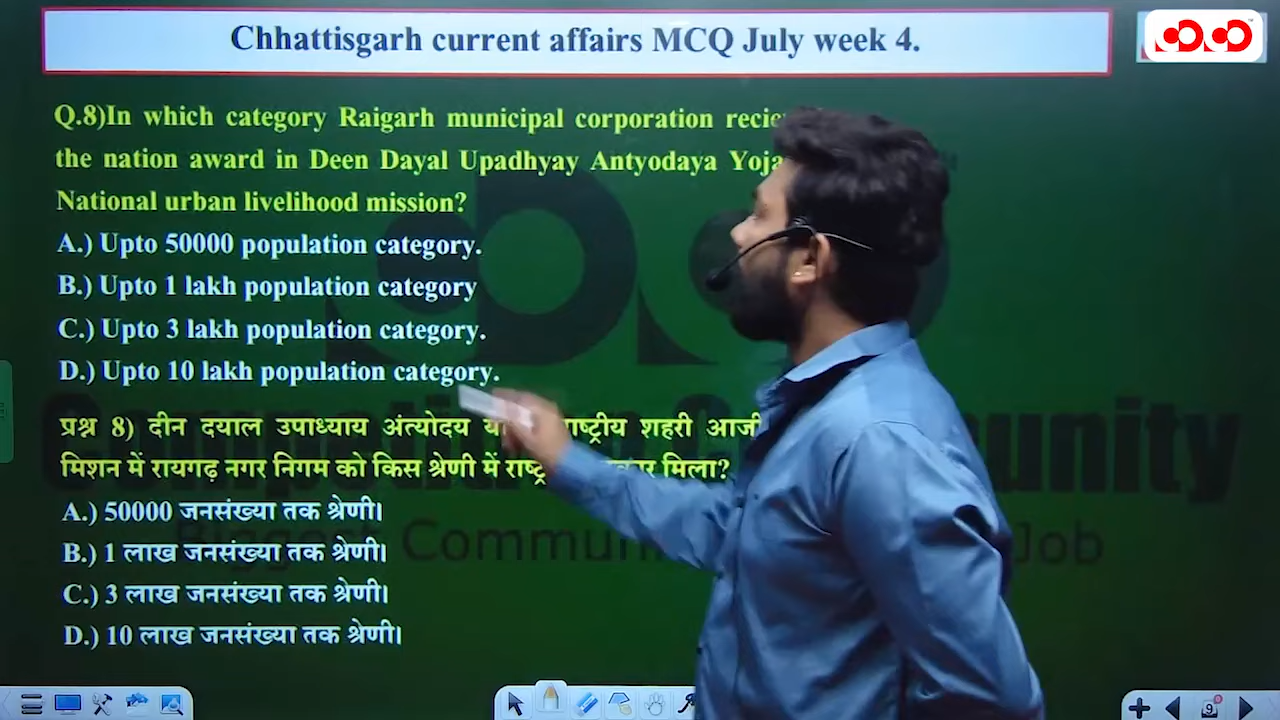 Chhattisgarh current affairs MCQ July week 4.
Q.8)In which category Raigarh municipal corporation
the nation award in Deen Dayal Upadhyay Antyodaya
National urban livelihood mission?
A.) Upto 50000 population category.
B.) Upto 1 lakh population category
C.) Upto 3 lakh population category.
D.) Upto 10 lakh population category.
प्रश्न 8) दीन दयाल उपाध्याय अंत्योदय शहरी
मिशन में रायगढ़ नगर निगम को किस श्रेणी में मिला?
A.) 50000 जनसंख्या तक श्रेणी।
B.) 1 लाख जनसंख्या तक श्रेणी।
C.) 3 लाख जनसंख्या तक श्रेणी।
D.) 10 लाख जनसंख्या तक श्रेणी।
Job
9